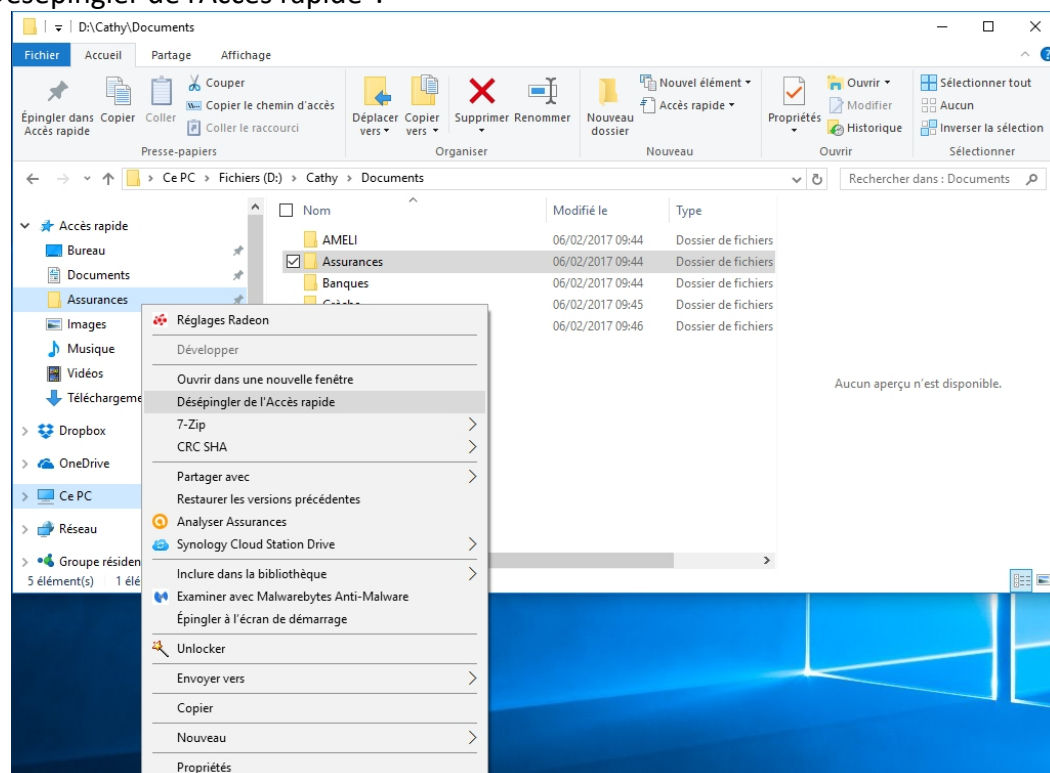 Désépingler de l'Accès rapide".
D:\Cathy\Documents
Fichier Accueil Partage Affichage
Épingler dans Accès rapide
Copier
Coller
Couper
Copier le chemin d'accès
Coller le raccourci
Presse-papiers
Déplacer vers
Copier vers
Supprimer
Renommer
Organiser
Nouveau dossier
Nouvel élément
Accès rapide
Nouveau
Propriétés
Ouvrir
Modifier
Historique
Ouvrir
Sélectionner tout
Aucun
Inverser la sélection
Sélectionner
Ce PC > Fichiers (D:) > Cathy > Documents
Rechercher dans : Documents
Accès rapide
Bureau
Documents
Assurances
Images
Musique
Vidéos
Dropbox
OneDrive
Ce PC
Réseau
5 élément(s)
Nom Modifié le Type
AMELI 06/02/2017 09:44 Dossier de fichiers
Assurances 06/02/2017 09:44 Dossier de fichiers
Banques 06/02/2017 09:44 Dossier de fichiers
06/02/2017 09:45 Dossier de fichiers
06/02/2017 09:46 Dossier de fichiers
Aucun aperçu n'est disponible.
Réglages Radeon
Développer
Ouvrir dans une nouvelle fenêtre
Désépingler de l'Accès rapide
7-Zip
CRC SHA
Partager avec
Restaurer les versions précédentes
Analyser Assurances
Synology Cloud Station Drive
Inclure dans la bibliothèque
Examiner avec Malwarebytes Anti-Malware
Épingler à l'écran de démarrage
Unlocker
Envoyer vers
Copier
Nouveau
Propriétés